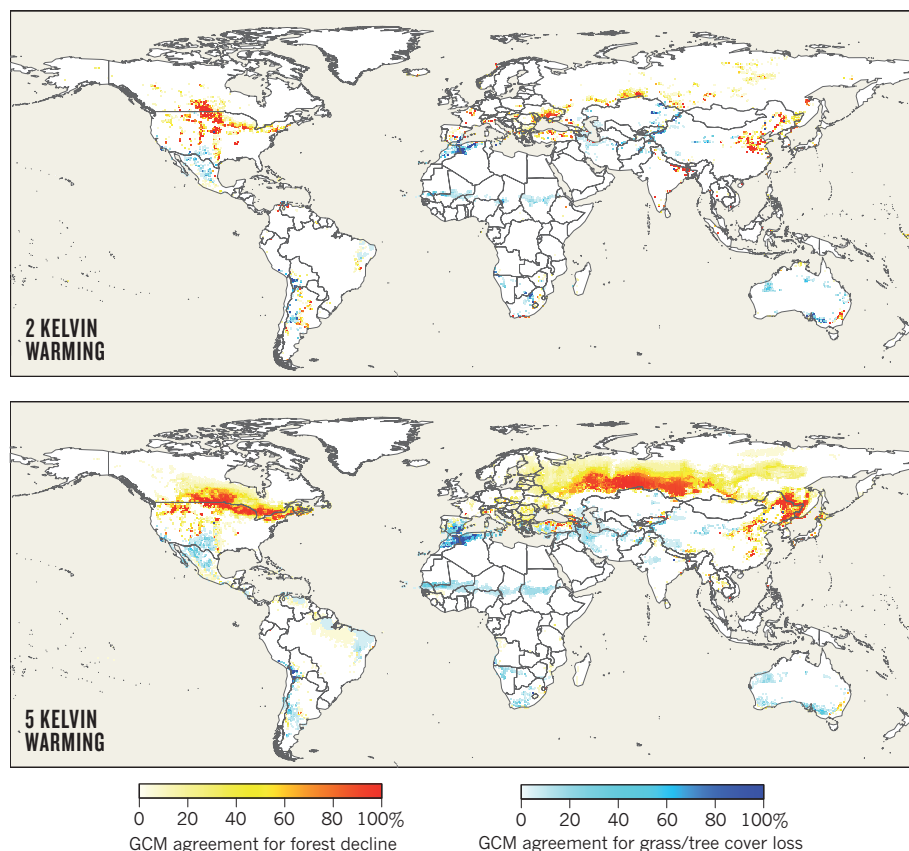 2 KELVIN
WARMING
5 KELVIN
WARMING
0 20 40 60 80 100%
GCM agreement for forest decline
0 20 40 60 80 100%
GCM agreement for grass/tree cover loss